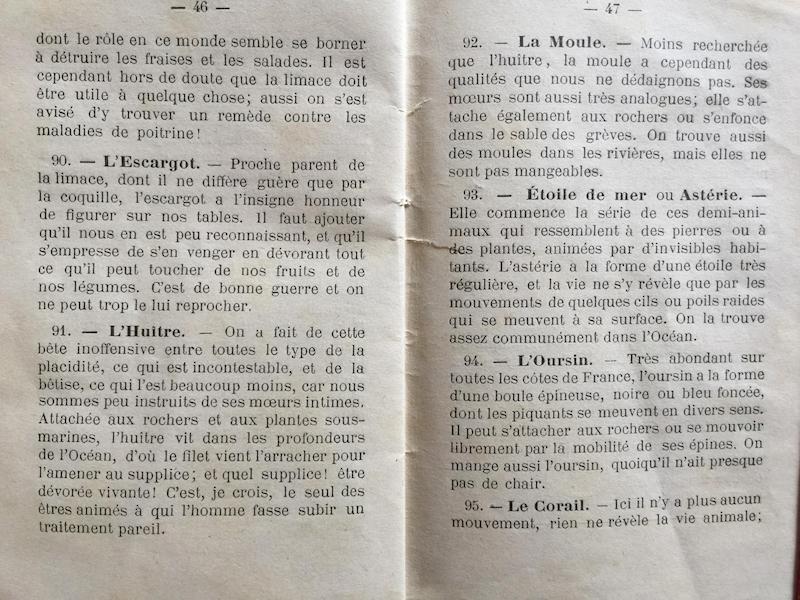 — 46 —
dont le rôle en ce monde semble se borner
à détruire les fraises et les salades. Il est
cependant hors de doute que la limace doit
être utile à quelque chose; aussi on s'est
avisé d'y trouver un remède contre les
maladies de poitrine!
90. — L'Escargot. — Proche parent de
la limace, dont il ne diffère guère que par
la coquille, l'escargot a l'insigne honneur
de figurer sur nos tables. Il faut ajouter
qu'il nous en est peu reconnaissant, et qu'il
s'empresse de s'en venger en dévorant tout
ce qu'il peut toucher de nos fruits et de
nos légumes. C'est de bonne guerre et on
ne peut trop le lui reprocher.
91. — L'Huitre. — On a fait de cette
bête inoffensive entre toutes le type de la
placidité, ce qui est incontestable, et de la
bêtise, ce qui l'est beaucoup moins, car nous
sommes peu instruits de ses mœurs intimes.
Attachée aux rochers et aux plantes sous-
marines, l'huitre vit dans les profondeurs
de l'Océan, d'où le filet vient l'arracher pour
l'amener au supplice; et quel supplice! être
dévorée vivante! C'est, je crois, le seul des
êtres animés à qui l'homme fasse subir un
traitement pareil.
— 47 —
92. — La Moule. — Moins recherchée
que l'huitre, la moule a cependant des
qualités que nous ne dédaignons pas. Ses
mœurs sont aussi très analogues; elle s'at-
tache également aux rochers ou s'enfonce
dans le sable des grèves. On trouve aussi
des moules dans les rivières, mais elles ne
sont pas mangeables.
93. — Étoile de mer ou Astérie. —
Elle commence la série de ces demi-ani-
maux qui ressemblent à des pierres ou à
des plantes, animées par d'invisibles habi-
tants. L'astérie a la forme d'une étoile très
régulière, et la vie ne s'y révèle que par les
mouvements de quelques cils ou poils raides
qui se meuvent à sa surface. On la trouve
assez communément dans l'Océan.
94. — L'Oursin. — Très abondant sur
toutes les côtes de France, l'oursin a la forme
d'une boule épineuse, noire ou bleu foncée,
dont les piquants se meuvent en divers sens.
Il peut s'attacher aux rochers ou se mouvoir
librement par la mobilité de ses épines. On
mange aussi l'oursin, quoiqu'il n'ait presque
pas de chair.
95. — Le Corail. — Ici il n'y a plus aucun
mouvement, rien ne révèle la vie animale;